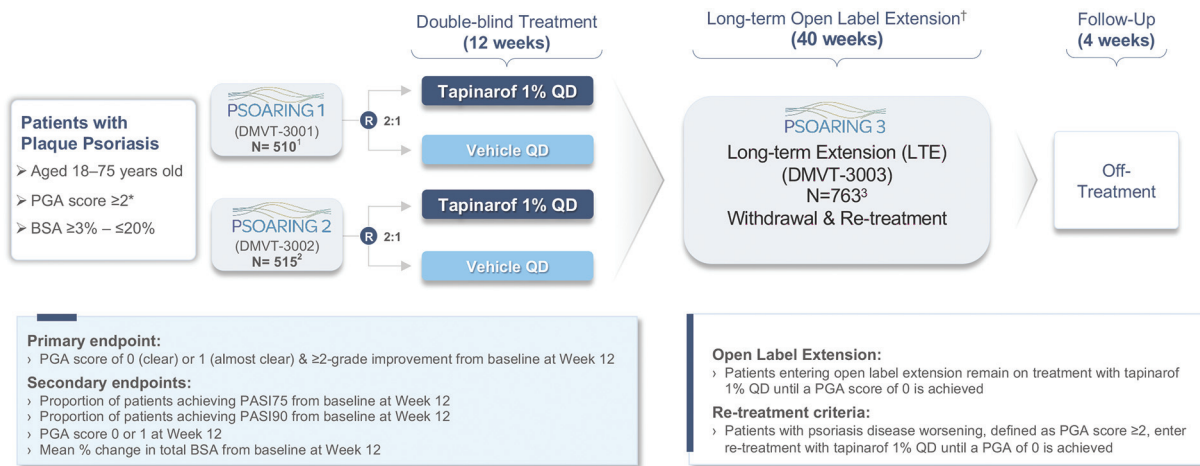 Double-blind Treatment
(12 weeks)
Long-term Open Label Extension†
(40 weeks)
Follow-Up
(4 weeks)
Patients with
Plaque Psoriasis
➢ Aged 18–75 years old
➢ PGA score ≥2*
➢ BSA ≥3% – ≤20%
PSOARING 1
(DMVT-3001)
N= 510¹
R 2:1
Tapinarof 1% QD
Vehicle QD
PSOARING 2
(DMVT-3002)
N= 515²
R 2:1
Tapinarof 1% QD
Vehicle QD
PSOARING 3
Long-term Extension (LTE)
(DMVT-3003)
N=763³
Withdrawal & Re-treatment
Off-
Treatment
Primary endpoint:
› PGA score of 0 (clear) or 1 (almost clear) & ≥2-grade improvement from baseline at Week 12
Secondary endpoints:
› Proportion of patients achieving PASI75 from baseline at Week 12
› Proportion of patients achieving PASI90 from baseline at Week 12
› PGA score 0 or 1 at Week 12
› Mean % change in total BSA from baseline at Week 12
Open Label Extension:
› Patients entering open label extension remain on treatment with tapinarof
1% QD until a PGA score of 0 is achieved
Re-treatment criteria:
› Patients with psoriasis disease worsening, defined as PGA score ≥2, enter
re-treatment with tapinarof 1% QD until a PGA of 0 is achieved